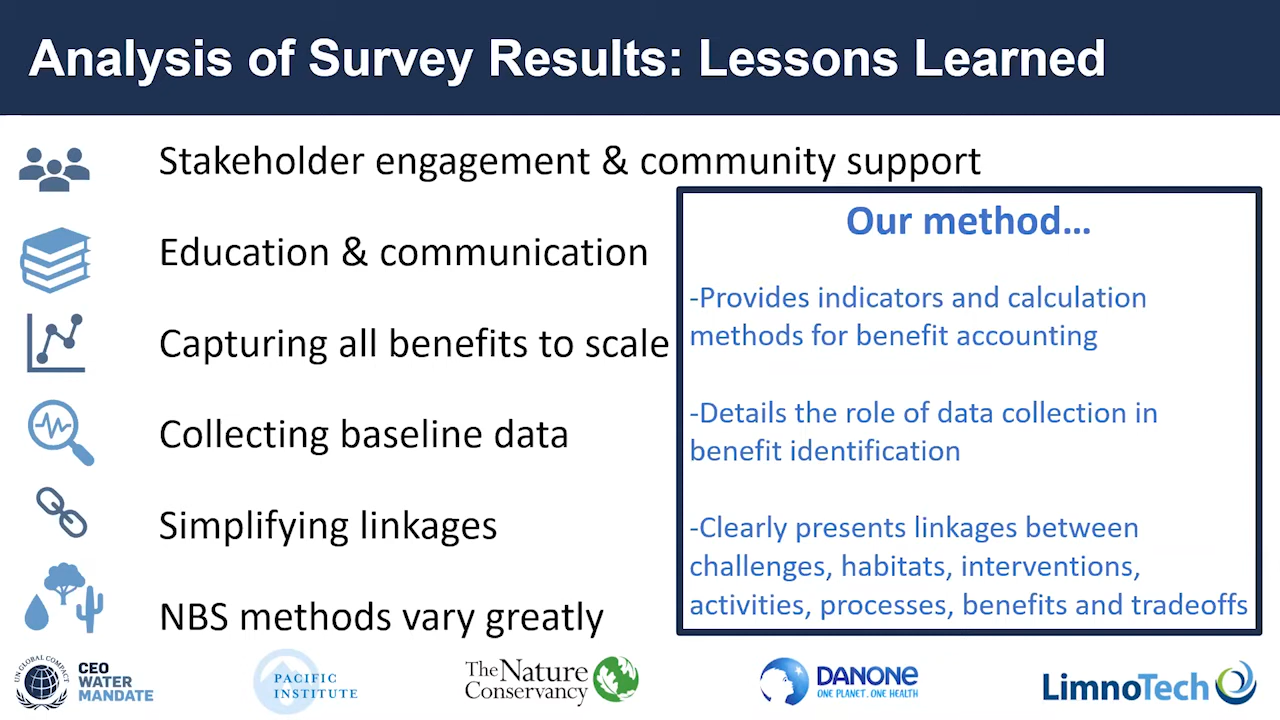 Analysis of Survey Results: Lessons Learned
Stakeholder engagement & community support
Education & communication
Capturing all benefits to scale
Collecting baseline data
Simplifying linkages
NBS methods vary greatly
Our method...
-Provides indicators and calculation
methods for benefit accounting
-Details the role of data collection in
benefit identification
-Clearly presents linkages between
challenges, habitats, interventions,
activities, processes, benefits and tradeoffs
UN GLOBAL COMPACT
CEO
WATER
MANDATE
PACIFIC
INSTITUTE
The Nature
Conservancy
DANONE
ONE PLANET. ONE HEALTH
LimnoTech